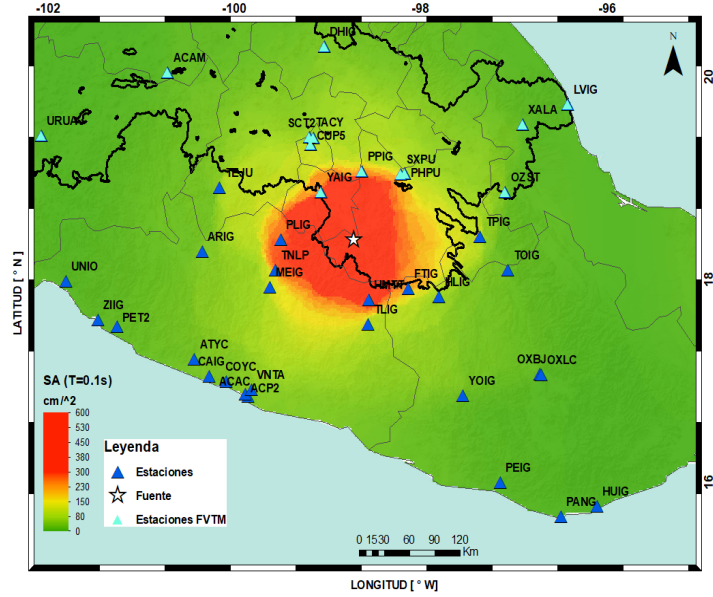 -102 -100 -98 -96
DHIG
N
ACAM
20
LVIG
XALA
URUA
SCT2 TACY
CUP5
PPIG SXPU
PHPU
YAIG
OZST
TEJU
PLIG
TPIG
ARIG
TNLP
TOIG
UNIO
MEIG
FTIG
HLIG
18
TLIG
ZIIG
PET2
ATYC
CAIG
COYC
VNTA
ACAC
ACP2
OXBJ OXLC
YOIG
LATITUD [ ° N ]
SA (T=0.1s)
cm/^2
600
530
450
380
300
230
150
80
0
Leyenda
Estaciones
Fuente
Estaciones FVTM
PEIG
16
HUIG
PANG
0 15 30 60 90 120
Km
LONGITUD [ ° W ]